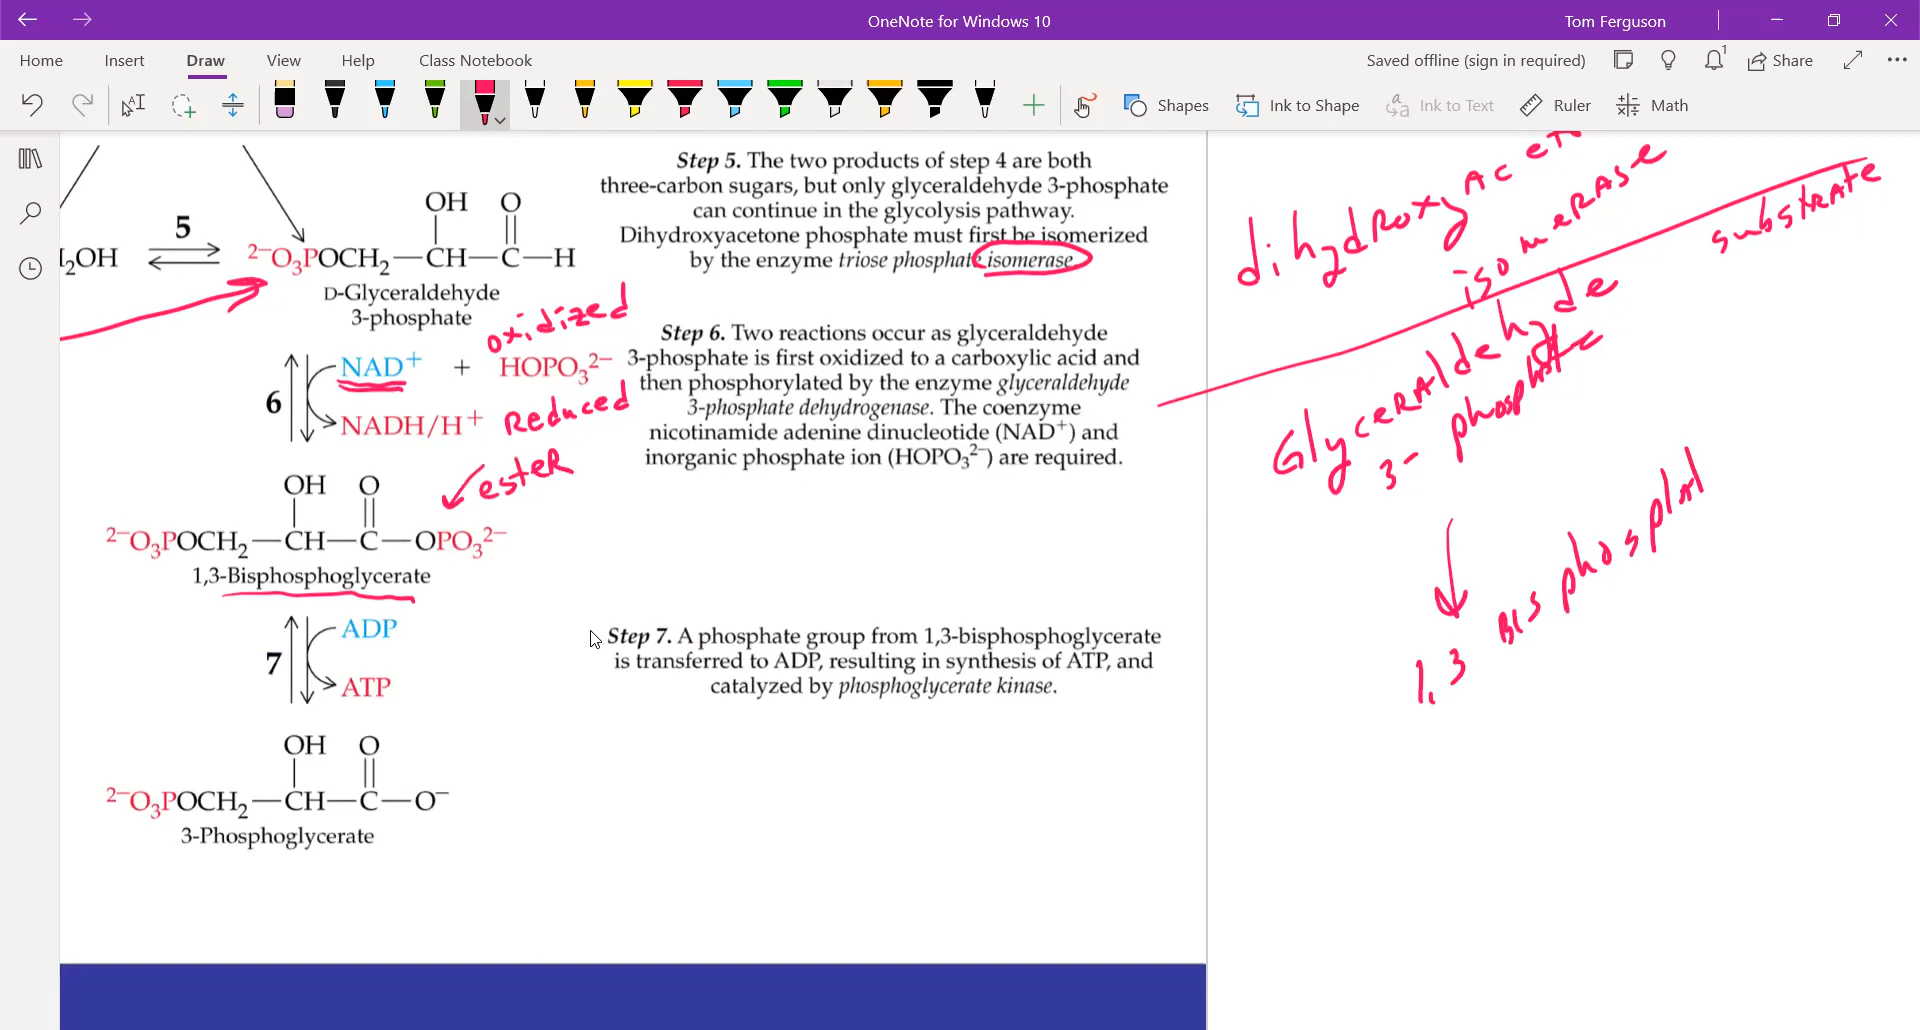 OneNote for Windows 10
Tom Ferguson
Home Insert Draw View Help Class Notebook
Saved offline (sign in required)
1
Share
Shapes
Ink to Shape
Ink to Text
Ruler
Math
Step 5. The two products of step 4 are both
three-carbon sugars, but only glyceraldehyde 3-phosphate
can continue in the glycolysis pathway.
Dihydroxyacetone phosphate must first be isomerized
by the enzyme triose phosphate isomerase
OH O
5
H₂OH
²⁻O₃POCH₂—CH—C—H
D-Glyceraldehyde
3-phosphate
oxidized
NAD⁺ + HOPO₃²⁻
6
NADH/H⁺
Reduced
Step 6. Two reactions occur as glyceraldehyde
3-phosphate is first oxidized to a carboxylic acid and
then phosphorylated by the enzyme glyceraldehyde
3-phosphate dehydrogenase. The coenzyme
nicotinamide adenine dinucleotide (NAD⁺) and
inorganic phosphate ion (HOPO₃²⁻) are required.
ester
OH O
²⁻O₃POCH₂—CH—C—OPO₃²⁻
1,3-Bisphosphoglycerate
ADP
7
ATP
Step 7. A phosphate group from 1,3-bisphosphoglycerate
is transferred to ADP, resulting in synthesis of ATP, and
catalyzed by phosphoglycerate kinase.
OH O
²⁻O₃POCH₂—CH—C—O⁻
3-Phosphoglycerate
dihydroxyacet
isomerase
substrate
Glyceraldehyde
3- phosphate
1,3 Bis phosphat